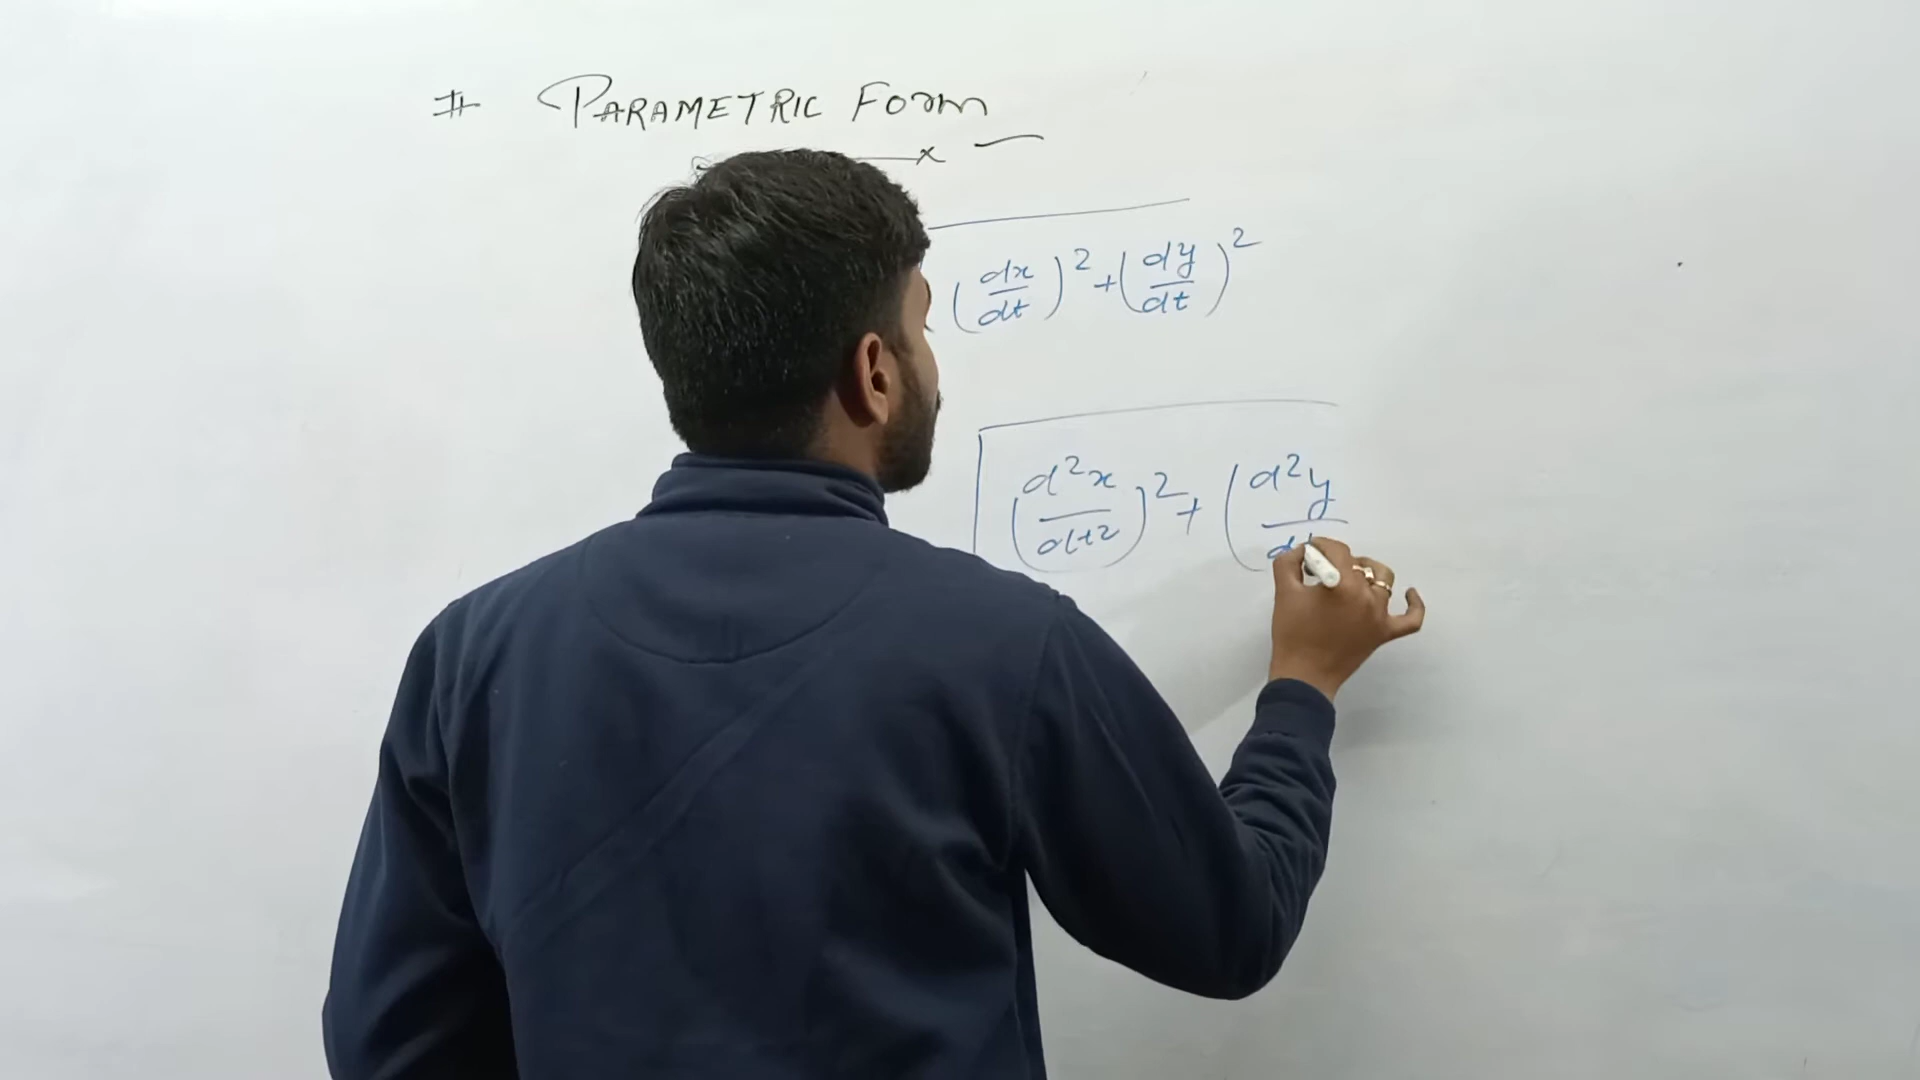 # PARAMETRIC FORM
√ (dx/dt)² + (dy/dt)²
√ (d²x/dt²)² + (d²y/dt